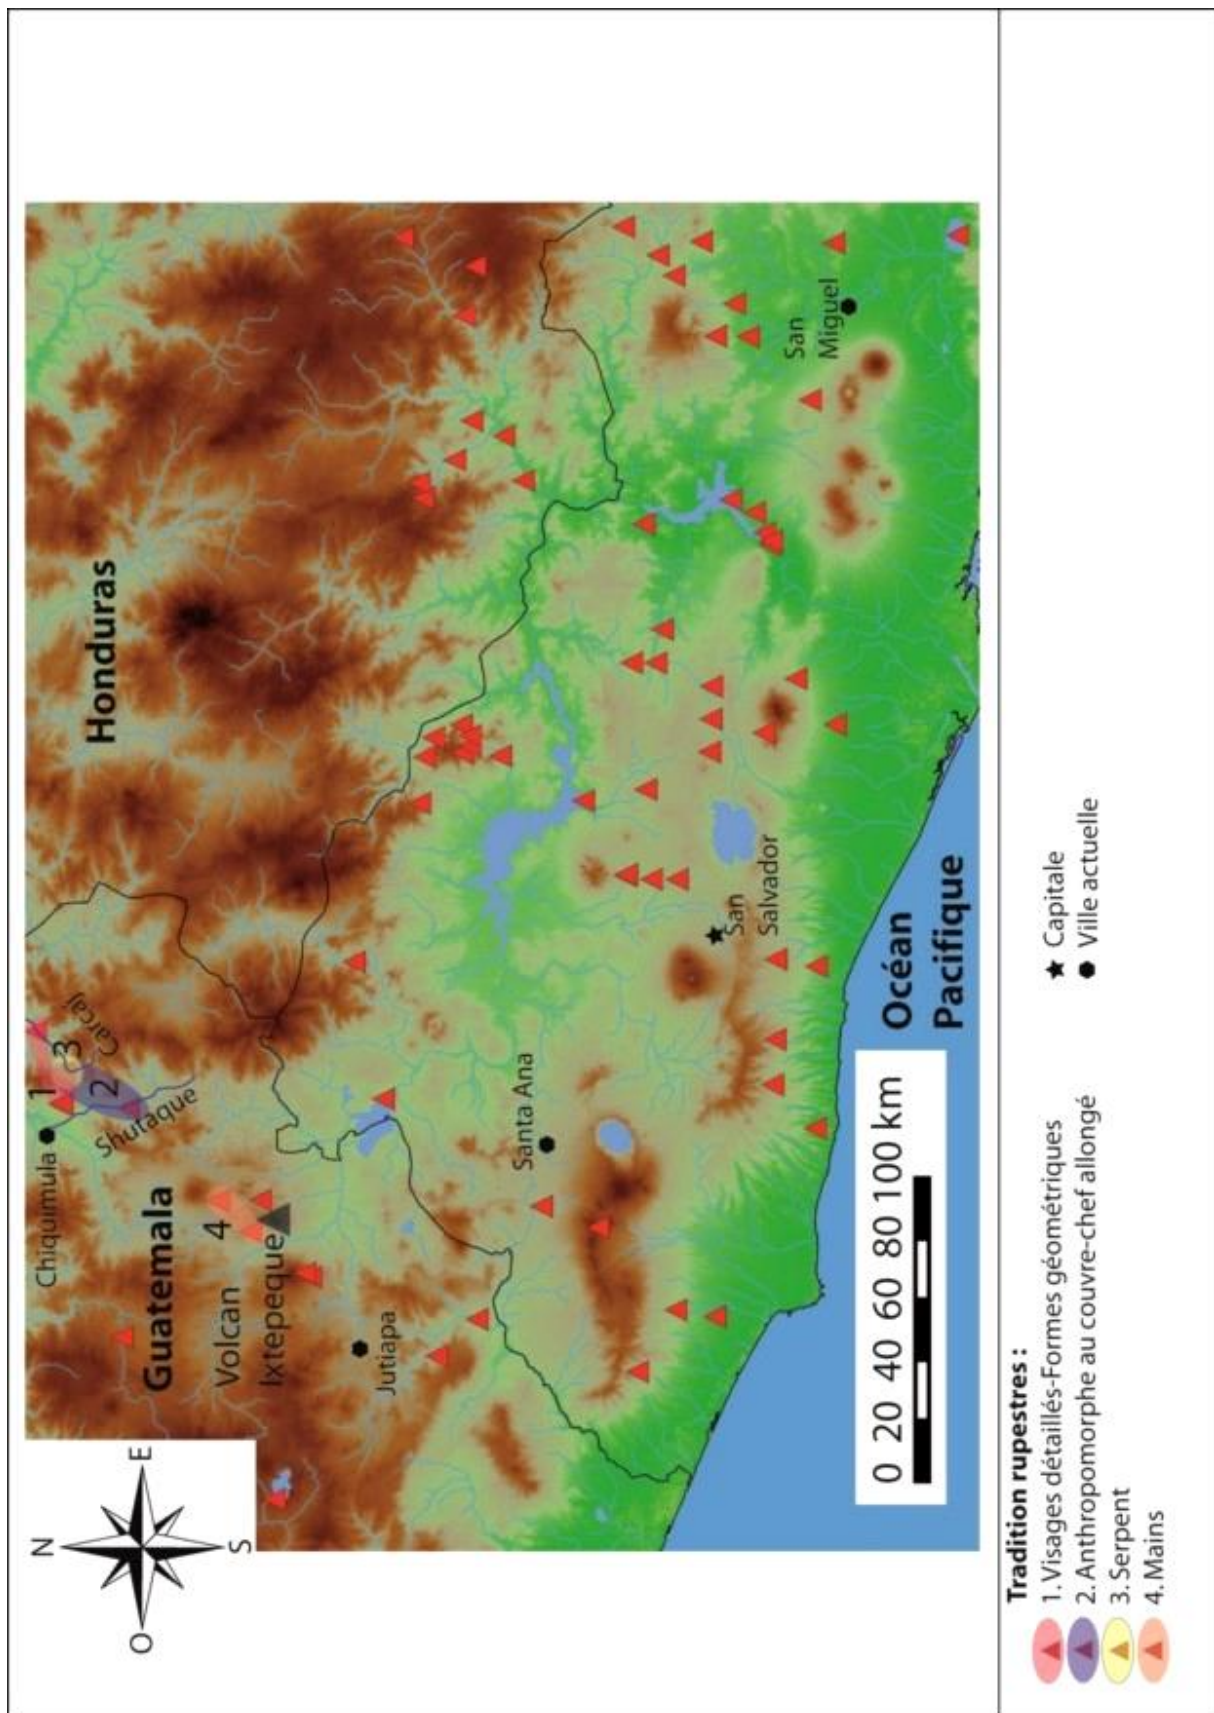 N
O
E
S
Chiquimula
1
3
Carcaj
2
Shutaque
Guatemala
4
Volcan
Ixtepeque
Jutiapa
Honduras
Santa Ana
San
Salvador
San
Miguel
Océan
Pacifique
0 20 40 60 80 100 km
Tradition rupestres :
1. Visages détaillés-Formes géométriques
2. Anthropomorphe au couvre-chef allongé
3. Serpent
4. Mains
Capitale
Ville actuelle